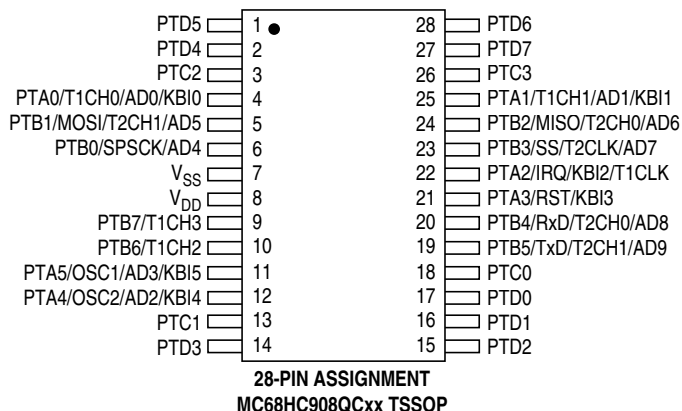 PTD5 1 28 PTD6
PTD4 2 27 PTD7
PTC2 3 26 PTC3
PTA0/T1CH0/AD0/KBI0 4 25 PTA1/T1CH1/AD1/KBI1
PTB1/MOSI/T2CH1/AD5 5 24 PTB2/MISO/T2CH0/AD6
PTB0/SPSCK/AD4 6 23 PTB3/SS/T2CLK/AD7
VSS 7 22 PTA2/IRQ/KBI2/T1CLK
VDD 8 21 PTA3/RST/KBI3
PTB7/T1CH3 9 20 PTB4/RxD/T2CH0/AD8
PTB6/T1CH2 10 19 PTB5/TxD/T2CH1/AD9
PTA5/OSC1/AD3/KBI5 11 18 PTC0
PTA4/OSC2/AD2/KBI4 12 17 PTD0
PTC1 13 16 PTD1
PTD3 14 15 PTD2
28-PIN ASSIGNMENT
MC68HC908QCxx TSSOP